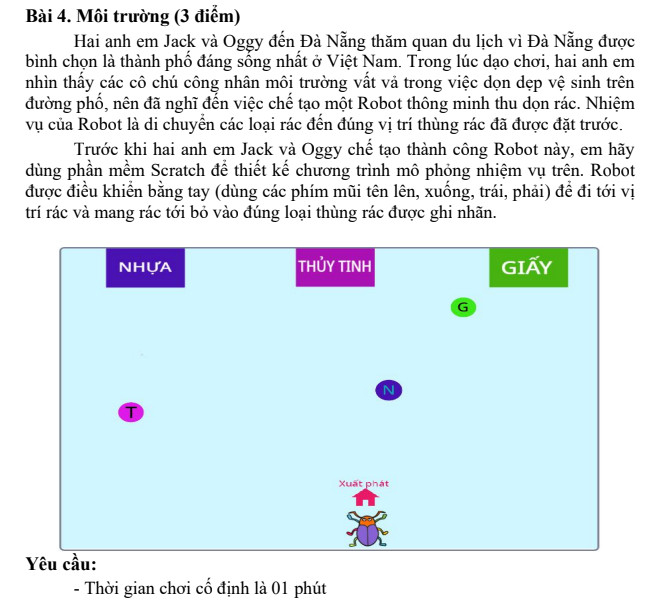 Bài 4. Môi trường (3 điểm)
Hai anh em Jack và Oggy đến Đà Nẵng thăm quan du lịch vì Đà Nẵng được
bình chọn là thành phố đáng sống nhất ở Việt Nam. Trong lúc dạo chơi, hai anh em
nhìn thấy các cô chú công nhân môi trường vất vả trong việc dọn dẹp vệ sinh trên
đường phố, nên đã nghĩ đến việc chế tạo một Robot thông minh thu dọn rác. Nhiệm
vụ của Robot là di chuyển các loại rác đến đúng vị trí thùng rác đã được đặt trước.
Trước khi hai anh em Jack và Oggy chế tạo thành công Robot này, em hãy
dùng phần mềm Scratch để thiết kế chương trình mô phỏng nhiệm vụ trên. Robot
được điều khiển bằng tay (dùng các phím mũi tên lên, xuống, trái, phải) để đi tới vị
trí rác và mang rác tới bỏ vào đúng loại thùng rác được ghi nhãn.
NHỰA THỦY TINH GIẤY
G
N
T
Xuất phát
Yêu cầu:
- Thời gian chơi cố định là 01 phút